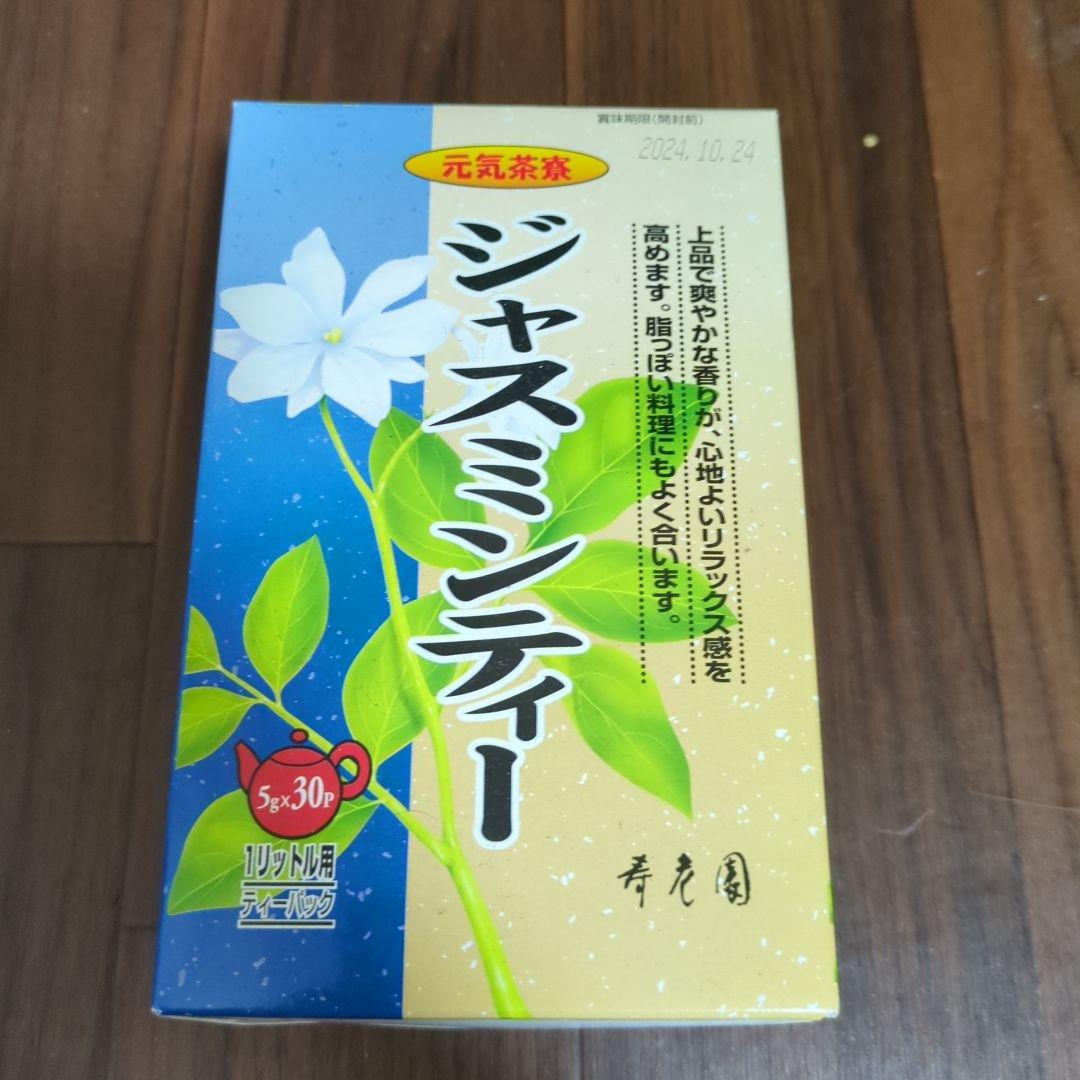 賞味期限(開封前)
2024.10.24
元気茶寮
ジャスミンティー
上品で爽やかな香りが、心地よいリラックス感を
高めます。脂っぽい料理にもよく合います。
5g×30P
1リットル用
ティーパック
寿老園